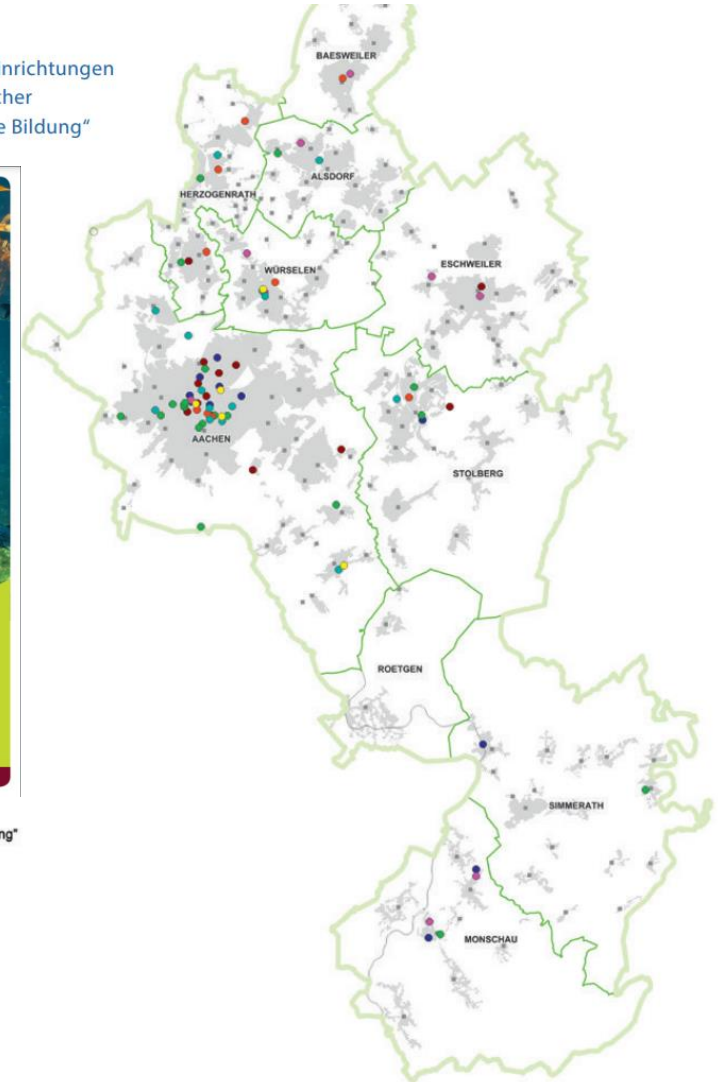 nrichtungen
cher
e Bildung“
ng“
BAESWEILER
ALSDORF
HERZOGENRATH
WÜRSELEN
ESCHWEILER
AACHEN
STOLBERG
ROETGEN
SIMMERATH
MONSCHAU